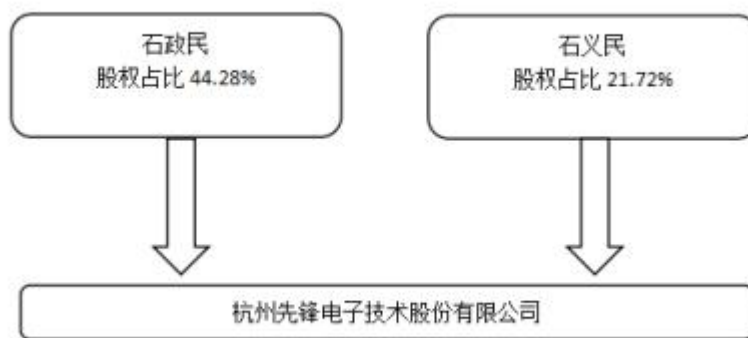 石政民
股权占比 44.28%
石义民
股权占比 21.72%
杭州先锋电子技术股份有限公司